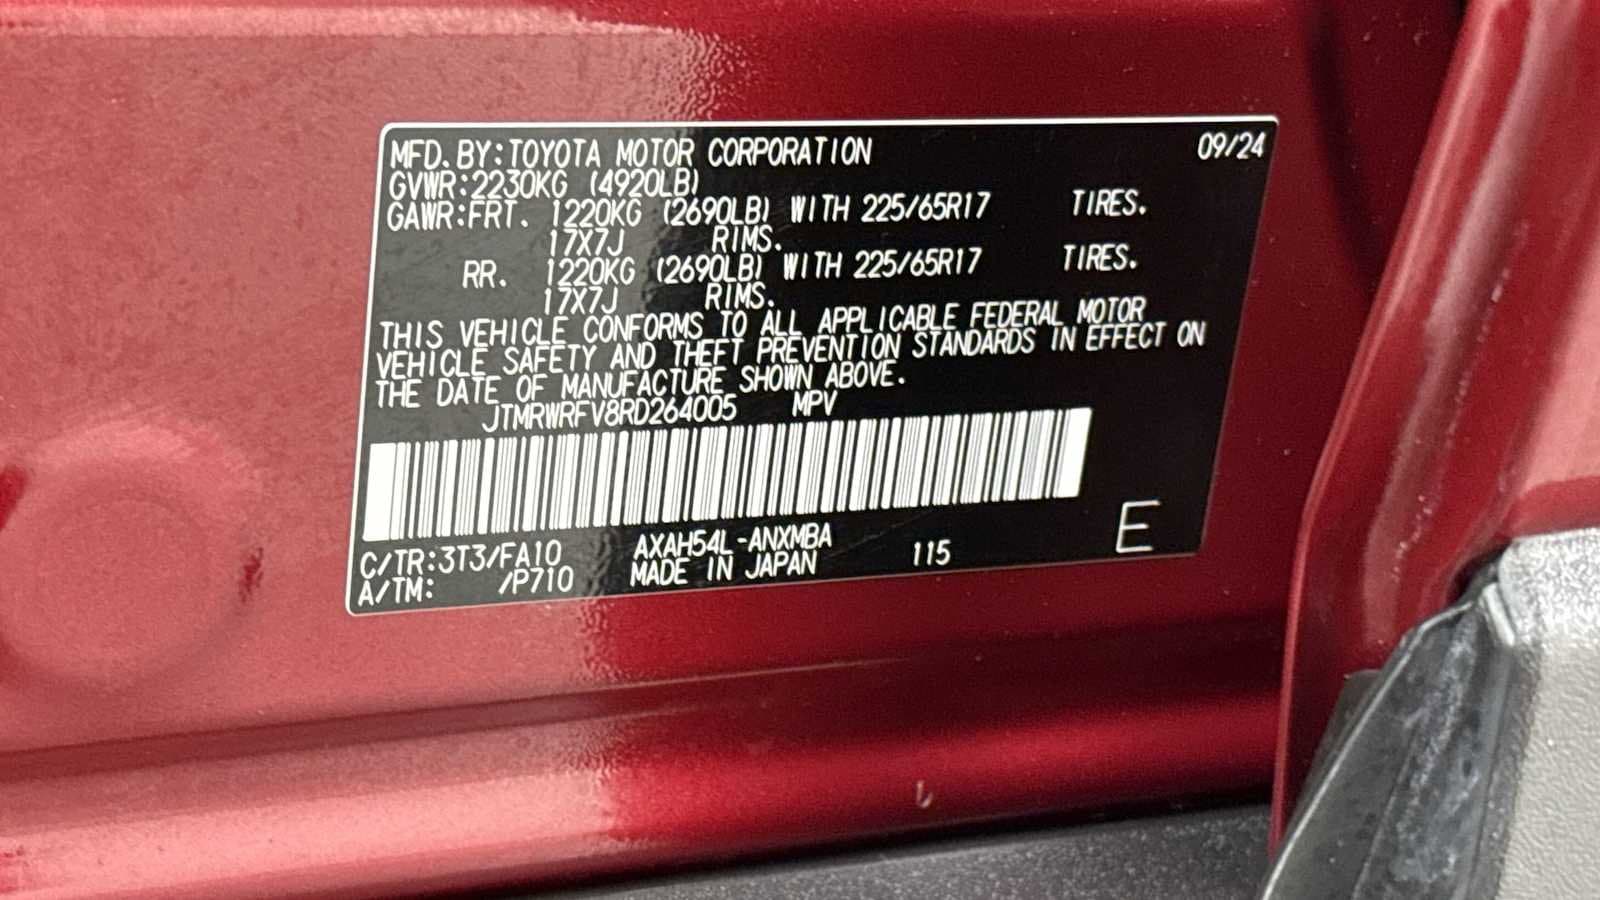 MFD.BY:TOYOTA MOTOR CORPORATION 09/24
GVWR:2230KG (4920LB)
GAWR:FRT. 1220KG (2690LB) WITH 225/65R17 TIRES.
17X7J RIMS.
RR. 1220KG (2690LB) WITH 225/65R17 TIRES.
17X7J RIMS.
THIS VEHICLE CONFORMS TO ALL APPLICABLE FEDERAL MOTOR
VEHICLE SAFETY AND THEFT PREVENTION STANDARDS IN EFFECT ON
THE DATE OF MANUFACTURE SHOWN ABOVE.
JTMRWRFV8RD264005 MPV
C/TR:3T3/FA10 AXAH54L-ANXMBA 115 E
A/TM: /P710 MADE IN JAPAN